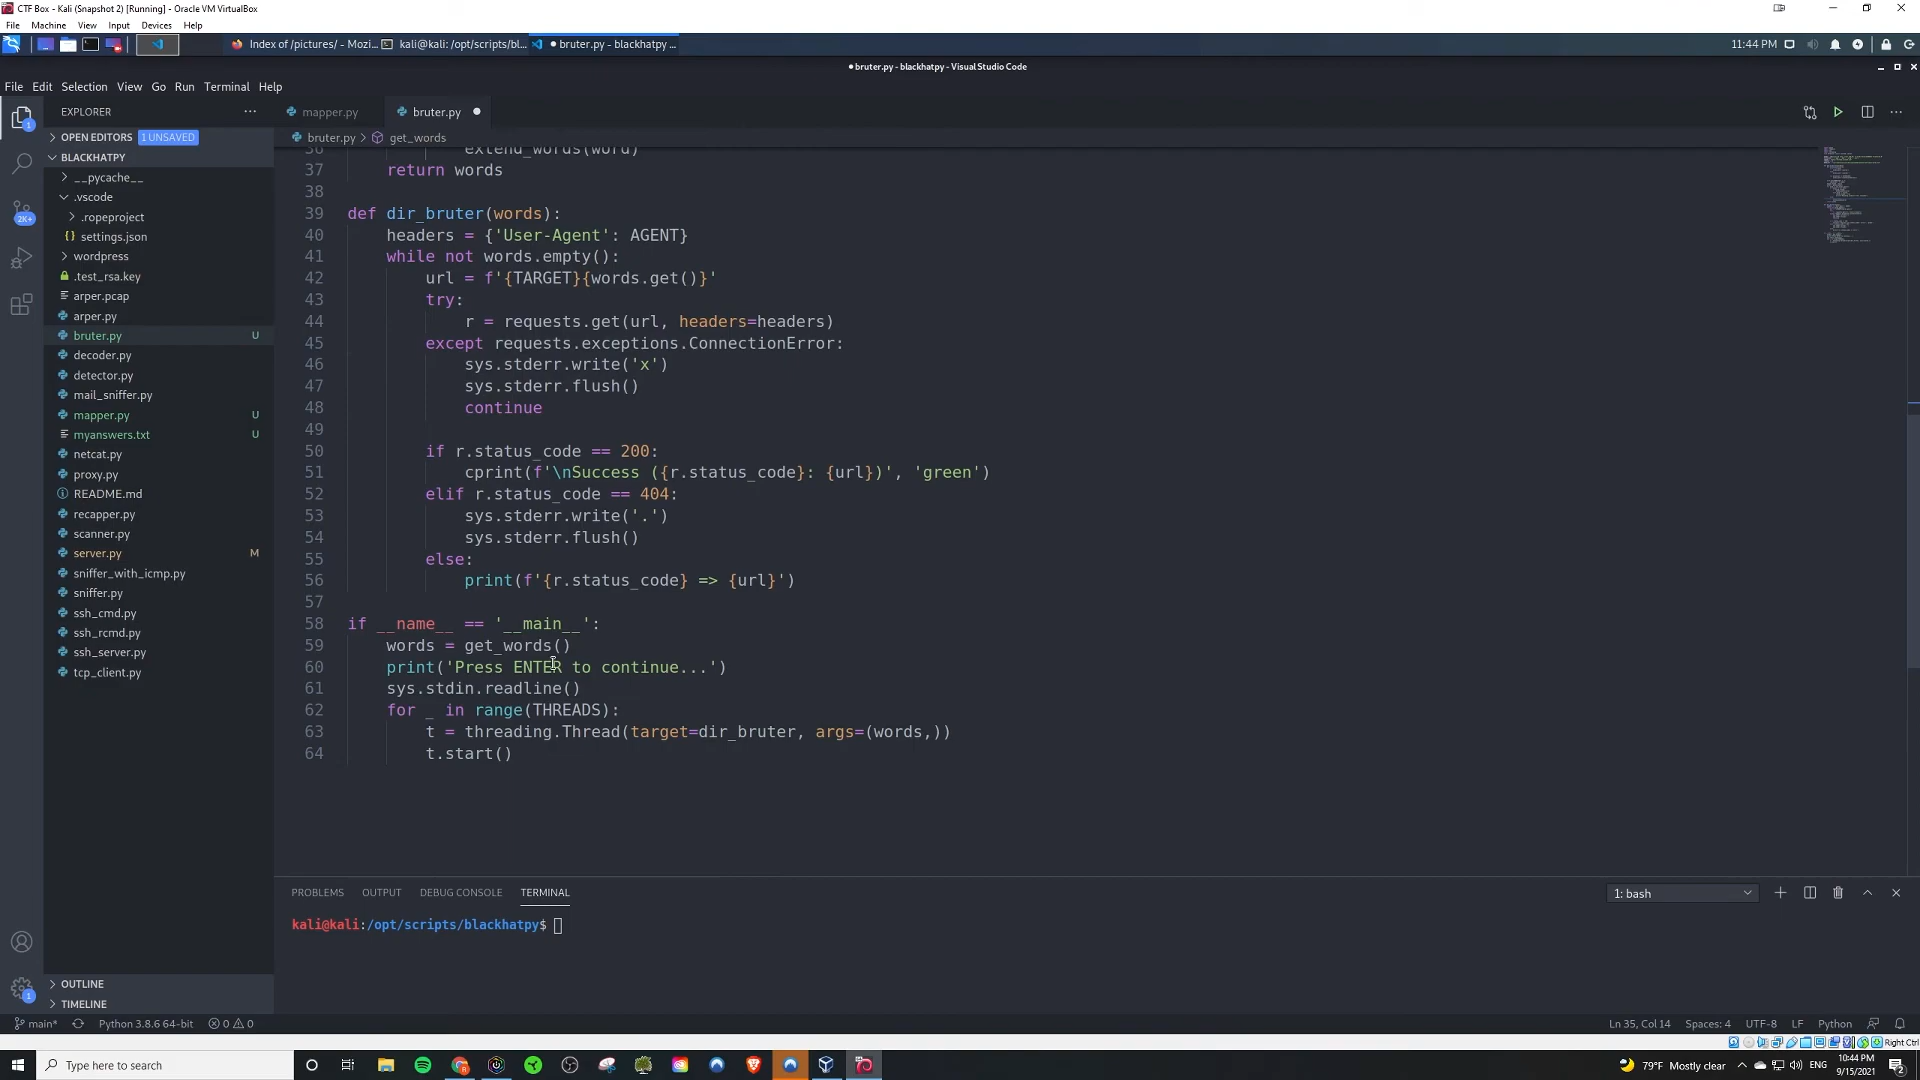 CTF Box - Kali (Snapshot 2) [Running] - Oracle VM VirtualBox
File Machine View Input Devices Help
Index of /pictures/ - Mozi... kali@kali: /opt/scripts/bl... ● bruter.py - blackhatpy ... 11:44 PM
● bruter.py - blackhatpy - Visual Studio Code
File Edit Selection View Go Run Terminal Help
EXPLORER ... mapper.py bruter.py ●
OPEN EDITORS 1 UNSAVED bruter.py > get_words
BLACKHATPY
__pycache__
.vscode
.ropeproject
settings.json
wordpress
.test_rsa.key
arper.pcap
arper.py
bruter.py U
decoder.py
detector.py
mail_sniffer.py
mapper.py U
myanswers.txt U
netcat.py
proxy.py
README.md
recapper.py
scanner.py
server.py M
sniffer_with_icmp.py
sniffer.py
ssh_cmd.py
ssh_rcmd.py
ssh_server.py
tcp_client.py
OUTLINE
TIMELINE
1
2K+
1
36 extend_words(word)
37 return words
38
39 def dir_bruter(words):
40 headers = {'User-Agent': AGENT}
41 while not words.empty():
42 url = f'{TARGET}{words.get()}'
43 try:
44 r = requests.get(url, headers=headers)
45 except requests.exceptions.ConnectionError:
46 sys.stderr.write('x')
47 sys.stderr.flush()
48 continue
49
50 if r.status_code == 200:
51 cprint(f'\nSuccess ({r.status_code}: {url})', 'green')
52 elif r.status_code == 404:
53 sys.stderr.write('.')
54 sys.stderr.flush()
55 else:
56 print(f'{r.status_code} => {url}')
57
58 if __name__ == '__main__':
59 words = get_words()
60 print('Press ENTER to continue...')
61 sys.stdin.readline()
62 for _ in range(THREADS):
63 t = threading.Thread(target=dir_bruter, args=(words,))
64 t.start()
PROBLEMS OUTPUT DEBUG CONSOLE TERMINAL 1: bash
kali@kali:/opt/scripts/blackhatpy$
main* Python 3.8.6 64-bit 0 0 Ln 35, Col 14 Spaces: 4 UTF-8 LF Python
Right Ctrl
Type here to search 79°F Mostly clear ENG 10:44 PM
9/15/2021
2